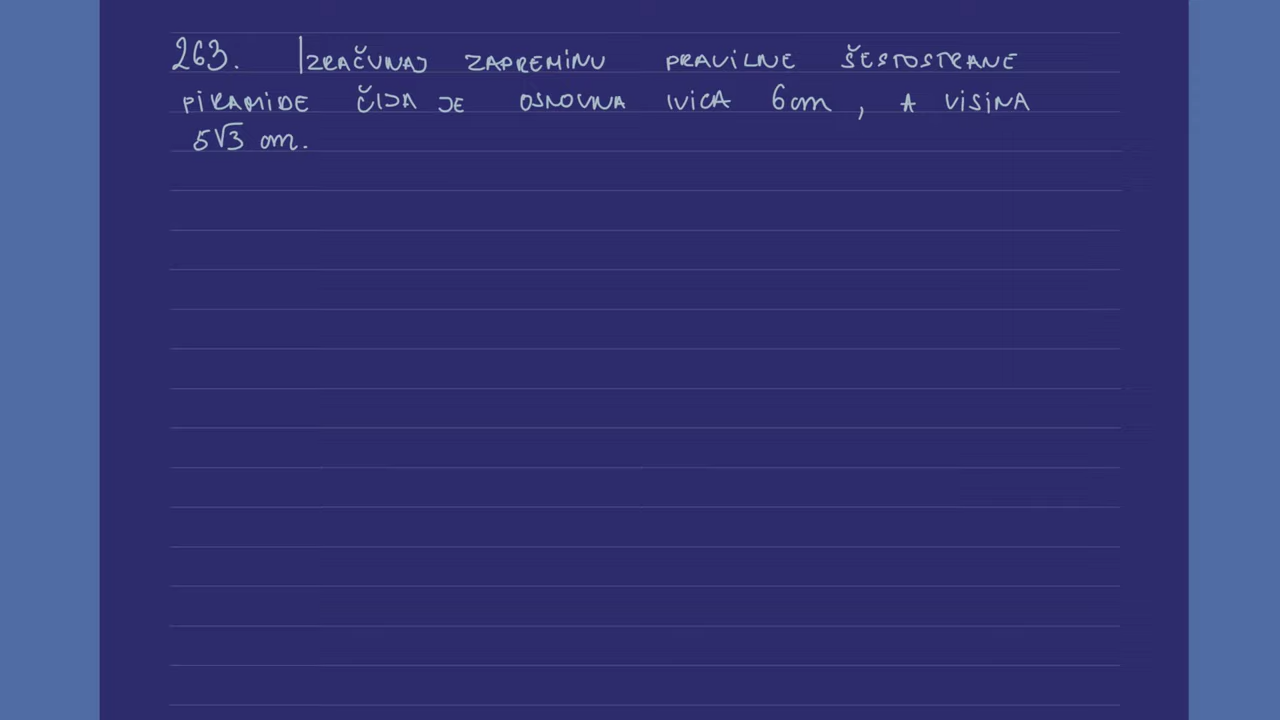 263. IZRAČUNAJ ZAPREMINU PRAVILNE ŠESTOSTRANE
PIRAMIDE ČIJA JE OSNOVNA IVICA 6cm, A VISINA
5√3 cm.